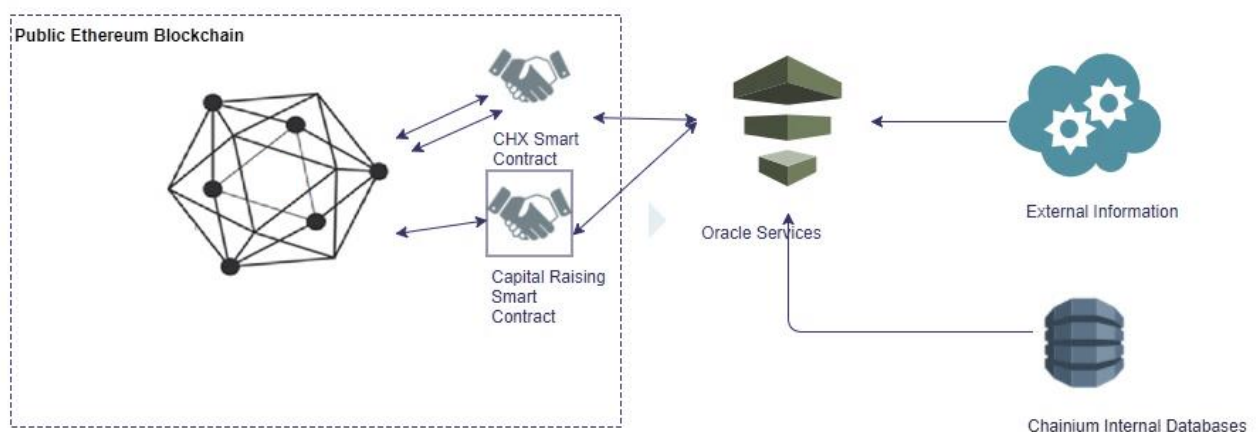 Public Ethereum Blockchain
CHX Smart
Contract
Capital Raising
Smart
Contract
Oracle Services
External Information
Chainium Internal Databases